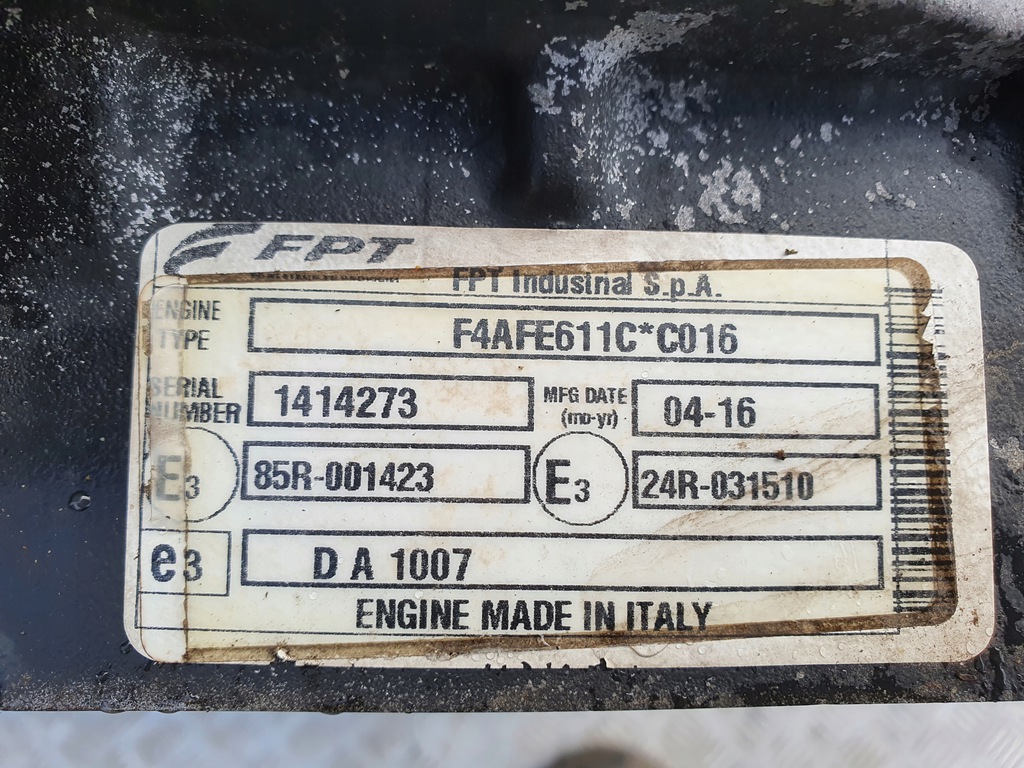 FPT
FPT Industrial S.p.A.
ENGINE TYPE F4AFE611C*C016
SERIAL NUMBER 1414273 MFG DATE (mo-yr) 04-16
E3 85R-001423 E3 24R-031510
e3 D A 1007
ENGINE MADE IN ITALY